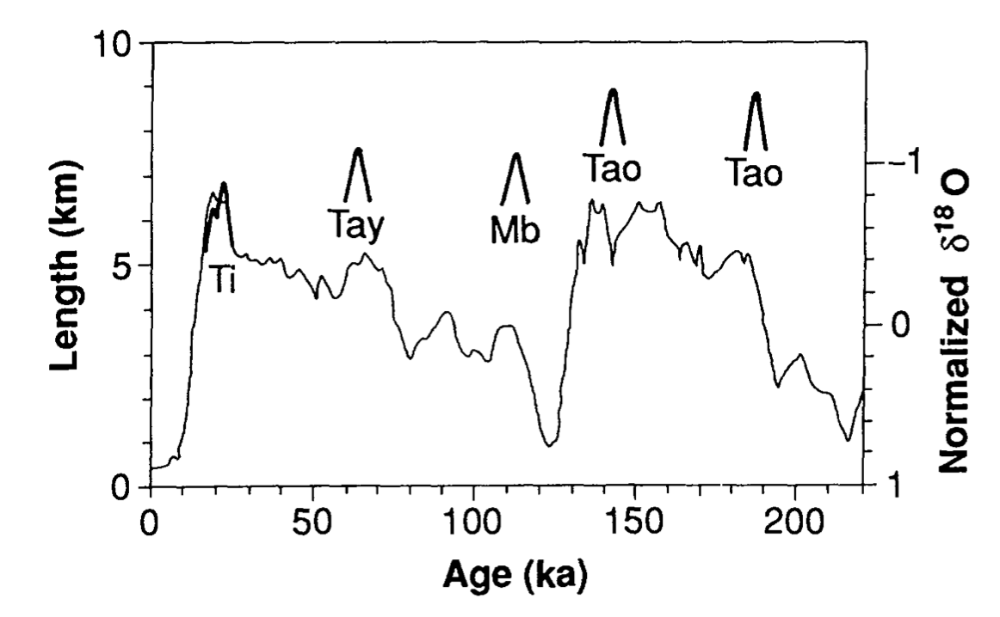 10
Tao
Tao
−1
Tay
Mb
Length (km)
5
Ti
0
Normalized δ¹⁸O
0
1
0
50
100
150
200
Age (ka)